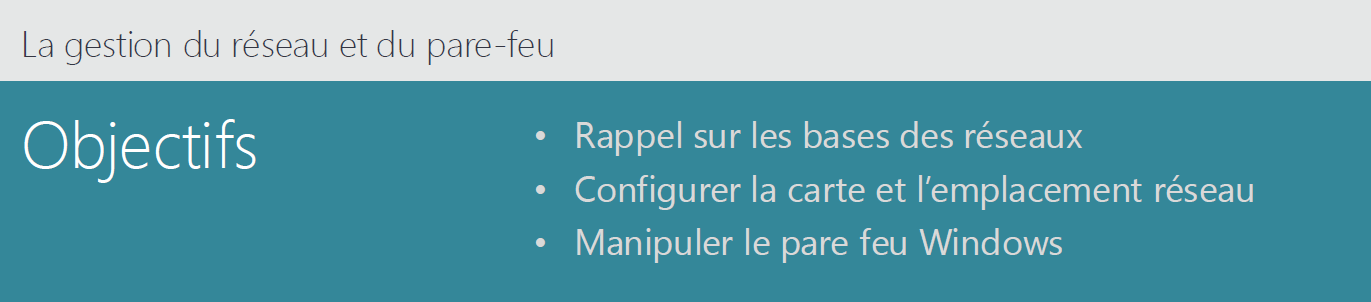 La gestion du réseau et du pare-feu
Objectifs
• Rappel sur les bases des réseaux
• Configurer la carte et l’emplacement réseau
• Manipuler le pare feu Windows